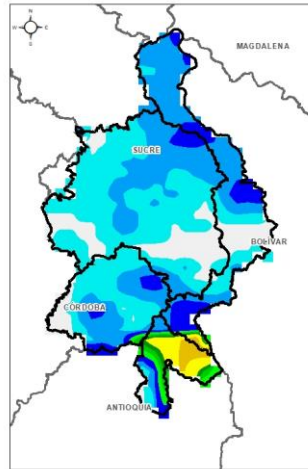 N
W E
S
MAGDALENA
SUCRE
BOLIVAR
CORDOBA
ANTIOQUIA